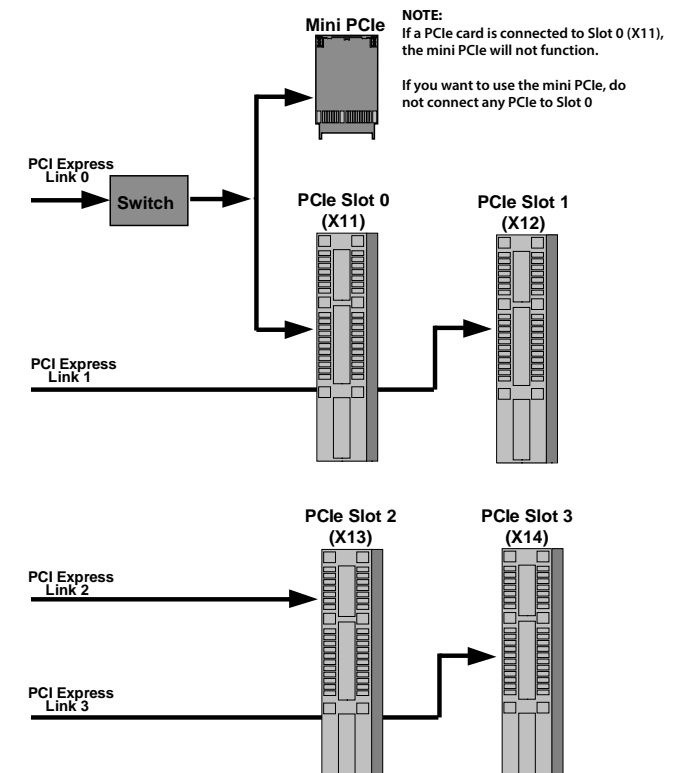 Mini PCIe
NOTE:
If a PCIe card is connected to Slot 0 (X11),
the mini PCIe will not function.
If you want to use the mini PCIe, do
not connect any PCIe to Slot 0
PCI Express
Link 0
Switch
PCIe Slot 0
(X11)
PCIe Slot 1
(X12)
PCI Express
Link 1
PCIe Slot 2
(X13)
PCIe Slot 3
(X14)
PCI Express
Link 2
PCI Express
Link 3